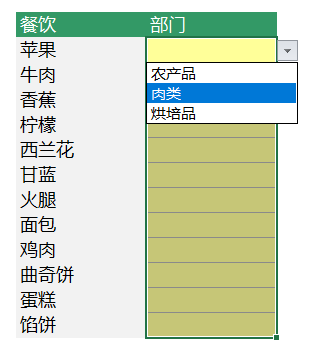 餐饮 部门
苹果
农产品
牛肉
肉类
香蕉
烘培品
柠檬
西兰花
甘蓝
火腿
面包
鸡肉
曲奇饼
蛋糕
馅饼